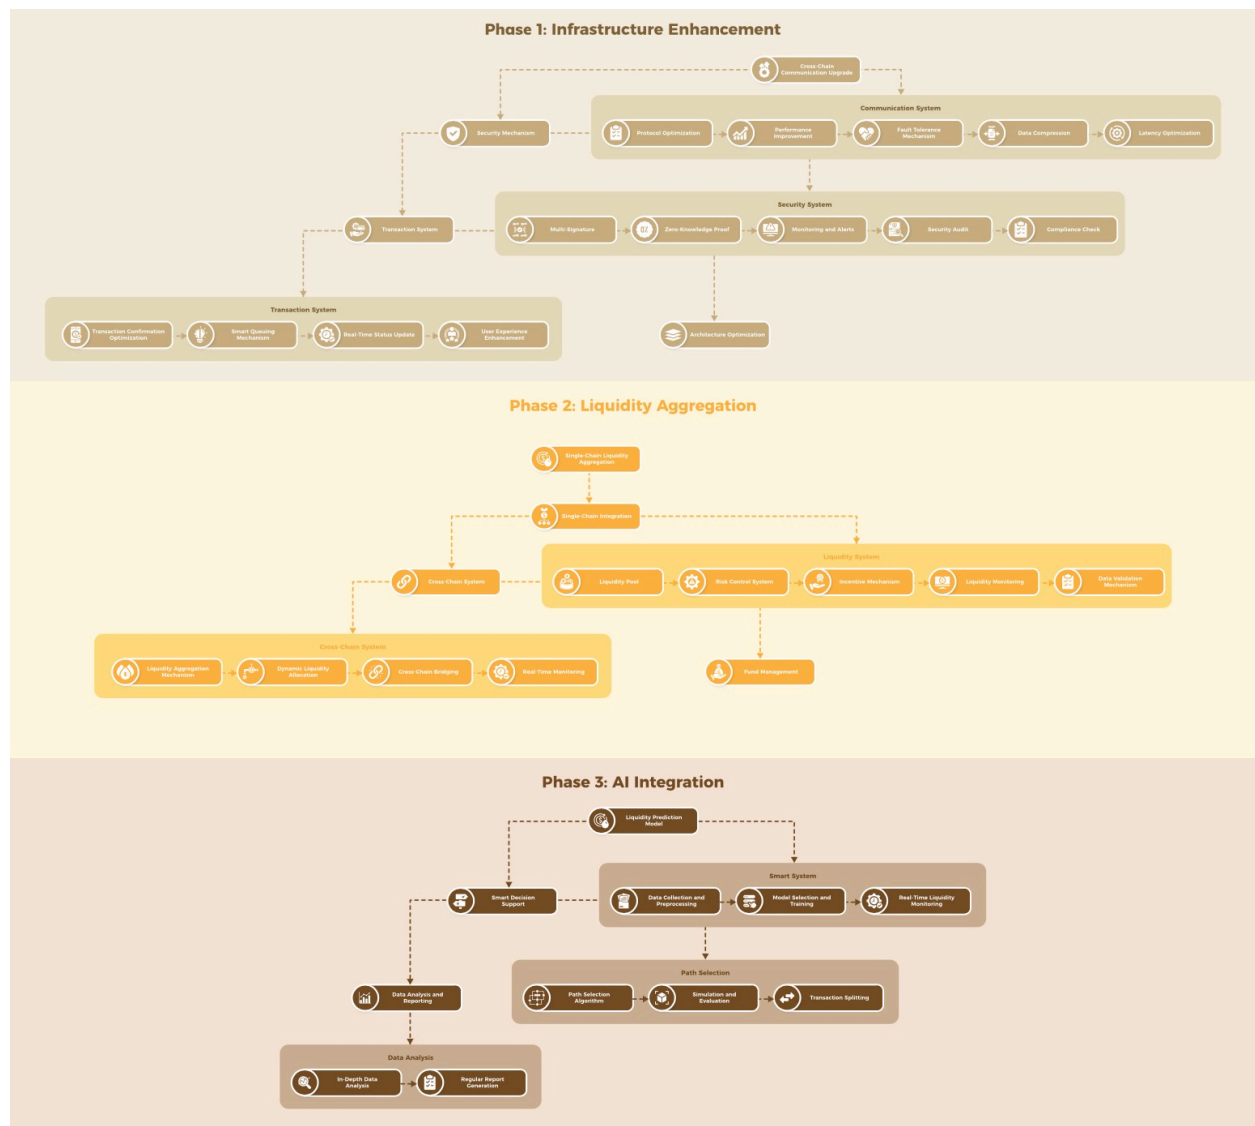 Phase 1: Infrastructure Enhancement
Cross-Chain
Communication Upgrade
Communication System
Security Mechanism
Protocol Optimization
Performance
Improvement
Fault Tolerance
Mechanism
Data Compression
Latency Optimization
Security System
Transaction System
Multi-Signature
Zero-Knowledge Proof
Monitoring and Alerts
Security Audit
Compliance Check
Transaction System
Transaction Confirmation
Optimization
Smart Queuing
Mechanism
Real-Time Status Update
User Experience
Enhancement
Architecture Optimization
Phase 2: Liquidity Aggregation
Single-Chain Liquidity
Aggregation
Single-Chain Integration
Liquidity System
Cross-Chain System
Liquidity Pool
Risk Control System
Incentive Mechanism
Liquidity Monitoring
Data Validation
Mechanism
Cross-Chain System
Liquidity Aggregation
Mechanism
Dynamic Liquidity
Allocation
Cross-Chain Bridging
Real-Time Monitoring
Fund Management
Phase 3: AI Integration
Liquidity Prediction
Model
Smart System
Smart Decision
Support
Data Collection and
Preprocessing
Model Selection and
Training
Real-Time Liquidity
Monitoring
Path Selection
Data Analysis and
Reporting
Path Selection
Algorithm
Simulation and
Evaluation
Transaction Splitting
Data Analysis
In-Depth Data
Analysis
Regular Report
Generation